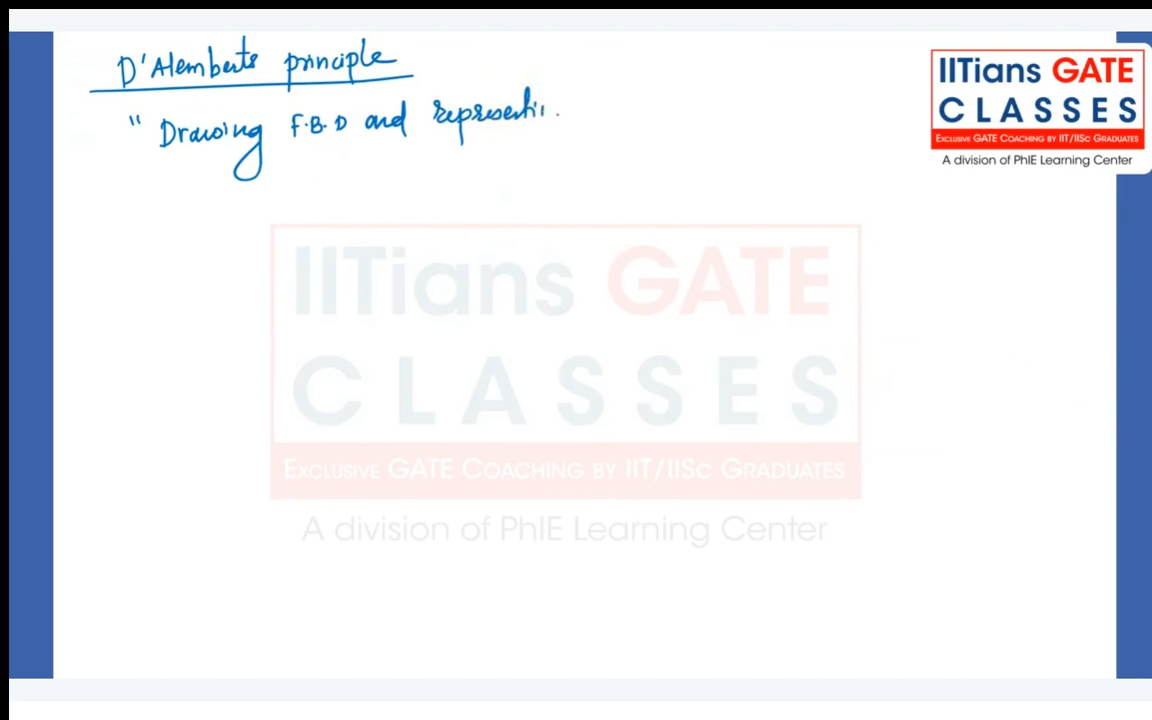 D'Alemberts principle
IITians GATE
CLASSES
EXCLUSIVE GATE COACHING BY IIT/IISC GRADUATES
A division of PhIE Learning Center
" Drawing F.B.D and representi
IITians GATE
CLASSES
EXCLUSIVE GATE COACHING BY IIT/IISC GRADUATES
A division of PhIE Learning Center